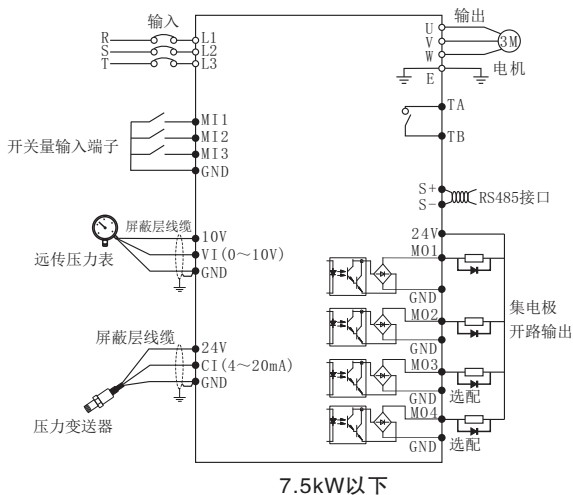 输入
R
S
T
L1
L2
L3
输出
U
V
W
3M
E
电机
TA
TB
MI1
MI2
MI3
GND
开关量输入端子
S+
S-
RS485接口
屏蔽层线缆
远传压力表
10V
VI(0～10V)
GND
24V
MO1
GND
MO2
GND
MO3
GND
选配
MO4
GND
选配
集电极
开路输出
屏蔽层线缆
压力变送器
24V
CI(4～20mA)
GND
7.5kW以下